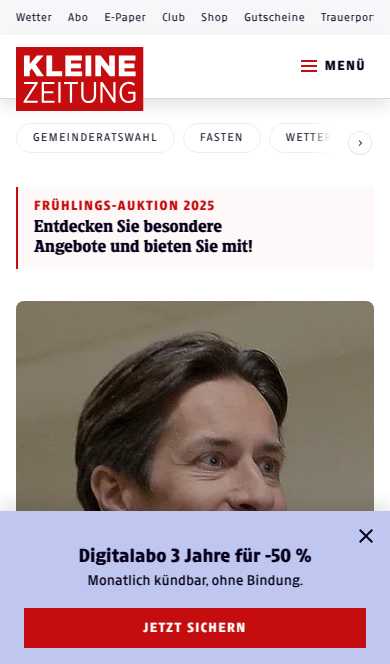 Wetter Abo E-Paper Club Shop Gutscheine Trauerpor
KLEINE
ZEITUNG
MENÜ
GEMEINDERATSWAHL FASTEN WETTER
FRÜHLINGS-AUKTION 2025
Entdecken Sie besondere
Angebote und bieten Sie mit!
Digitalabo 3 Jahre für -50 %
Monatlich kündbar, ohne Bindung.
JETZT SICHERN